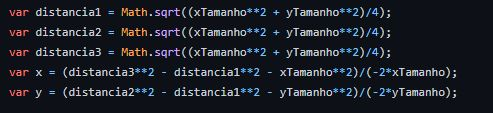 var distancia1 = Math.sqrt((xTamanho**2 + yTamanho**2)/4);
var distancia2 = Math.sqrt((xTamanho**2 + yTamanho**2)/4);
var distancia3 = Math.sqrt((xTamanho**2 + yTamanho**2)/4);
var x = (distancia3**2 - distancia1**2 - xTamanho**2)/(-2*xTamanho);
var y = (distancia2**2 - distancia1**2 - yTamanho**2)/(-2*yTamanho);